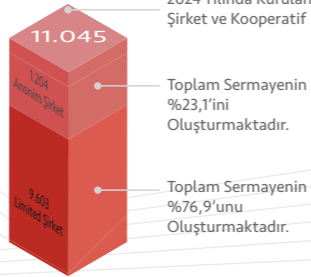 2024 Yılında Kurulan
Şirket ve Kooperatif
11.045
1.204
Anonim Şirket
Toplam Sermayenin
%23,1’ini
Oluşturmaktadır.
9.603
Limited Şirket
Toplam Sermayenin
%76,9’unu
Oluşturmaktadır.